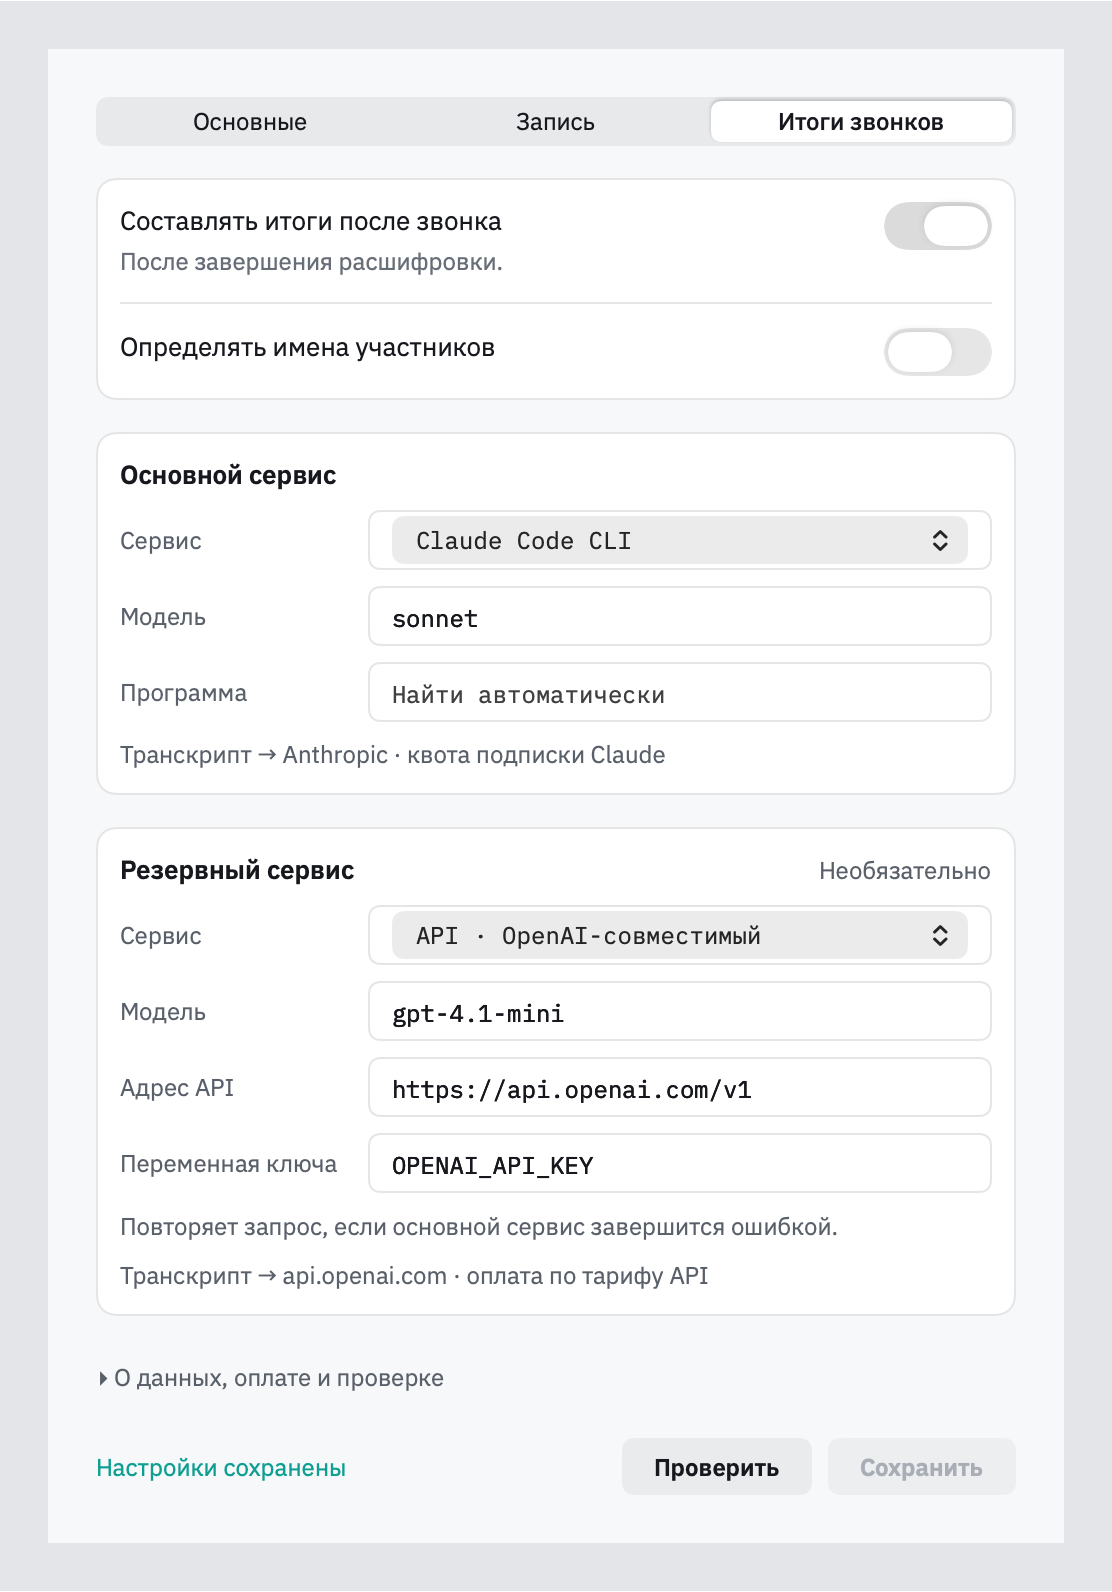 Основные
Запись
Итоги звонков
Составлять итоги после звонка
После завершения расшифровки.
Определять имена участников
Основной сервис
Сервис
Claude Code CLI
Модель
sonnet
Программа
Найти автоматически
Транскрипт → Anthropic · квота подписки Claude
Резервный сервис
Необязательно
Сервис
API · OpenAI-совместимый
Модель
gpt-4.1-mini
Адрес API
https://api.openai.com/v1
Переменная ключа
OPENAI_API_KEY
Повторяет запрос, если основной сервис завершится ошибкой.
Транскрипт → api.openai.com · оплата по тарифу API
О данных, оплате и проверке
Настройки сохранены
Проверить
Сохранить